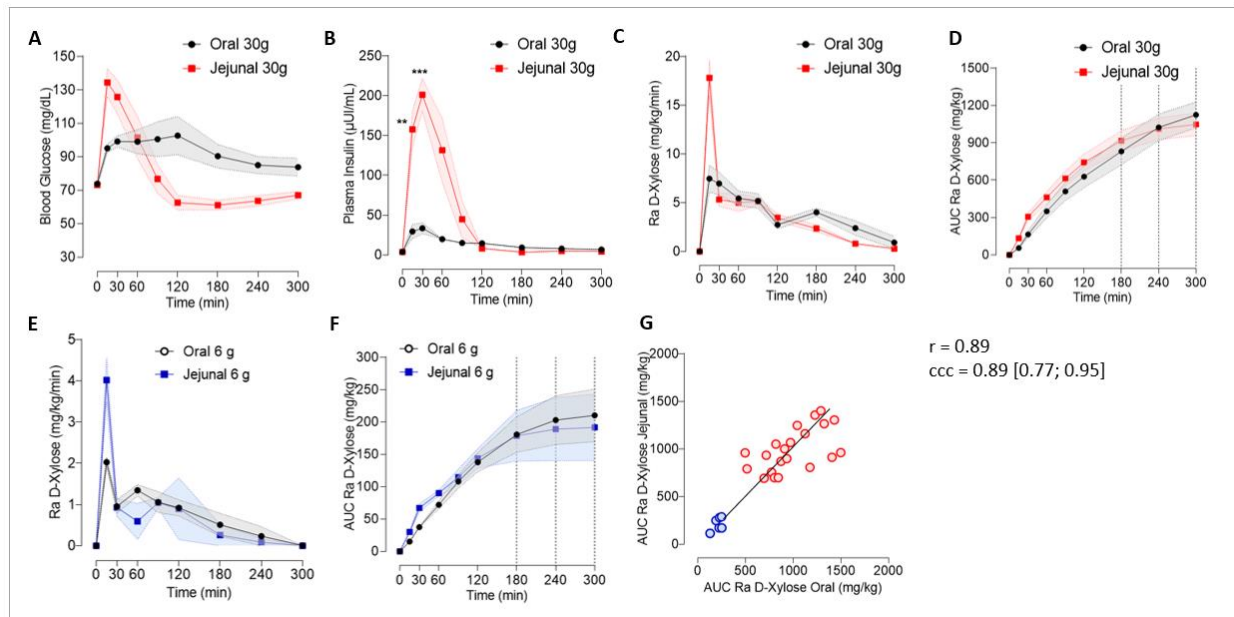 A
Oral 30g
Jejunal 30g
Blood Glucose (mg/dL)
150
130
110
90
70
50
30
0 30 60 120 180 240 300
Time (min)
B
Oral 30g
Jejunal 30g
Plasma Insulin (µUI/mL)
250
200
150
100
50
0
**
***
0 30 60 120 180 240 300
Time (min)
C
Oral 30g
Jejunal 30g
Ra D-Xylose (mg/kg/min)
20
15
10
5
0
0 30 60 120 180 240 300
Time (min)
D
Oral 30g
Jejunal 30g
AUC Ra D-Xylose (mg/kg)
1500
1200
900
600
300
0
0 30 60 120 180 240 300
Time (min)
E
Oral 6 g
Jejunal 6 g
Ra D-Xylose (mg/kg/min)
5
4
3
2
1
0
0 30 60 120 180 240 300
Time (min)
F
Oral 6 g
Jejunal 6 g
AUC Ra D-Xylose (mg/kg)
300
250
200
150
100
50
0
0 30 60 120 180 240 300
Time (min)
G
AUC Ra D-Xylose Jejunal (mg/kg)
2000
1500
1000
500
0
0 500 1000 1500 2000
AUC Ra D-Xylose Oral (mg/kg)
r = 0.89
ccc = 0.89 [0.77; 0.95]